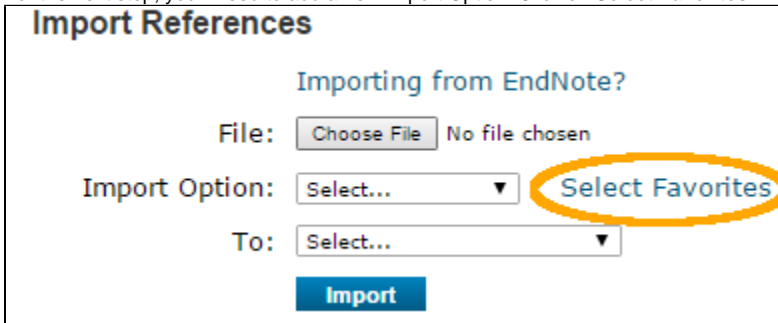 Import References
Importing from EndNote?
File: Choose File No file chosen
Import Option: Select... ▼ Select Favorites
To: Select... ▼
Import